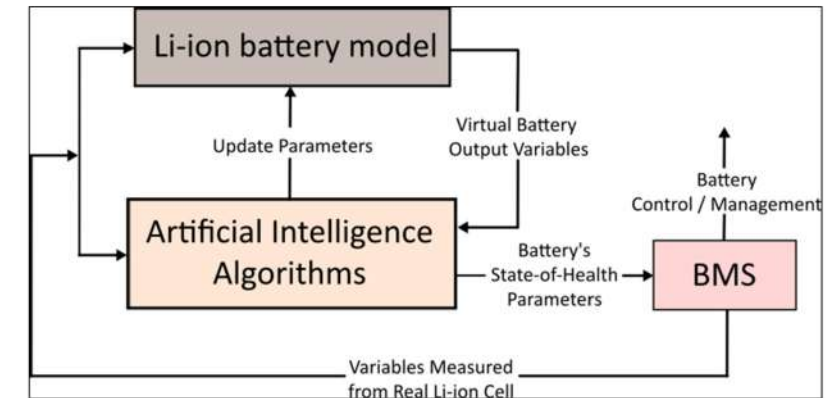 Li-ion battery model
Update Parameters
Virtual Battery
Output Variables
Battery
Control / Management
Artificial Intelligence
Algorithms
Battery's
State-of-Health
Parameters
BMS
Variables Measured
from Real Li-ion Cell